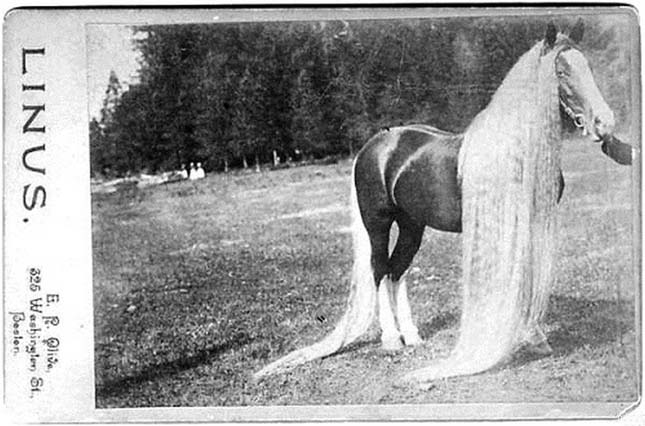 LINUS.
E. R. Olive,
325 Washington St.,
Boston.